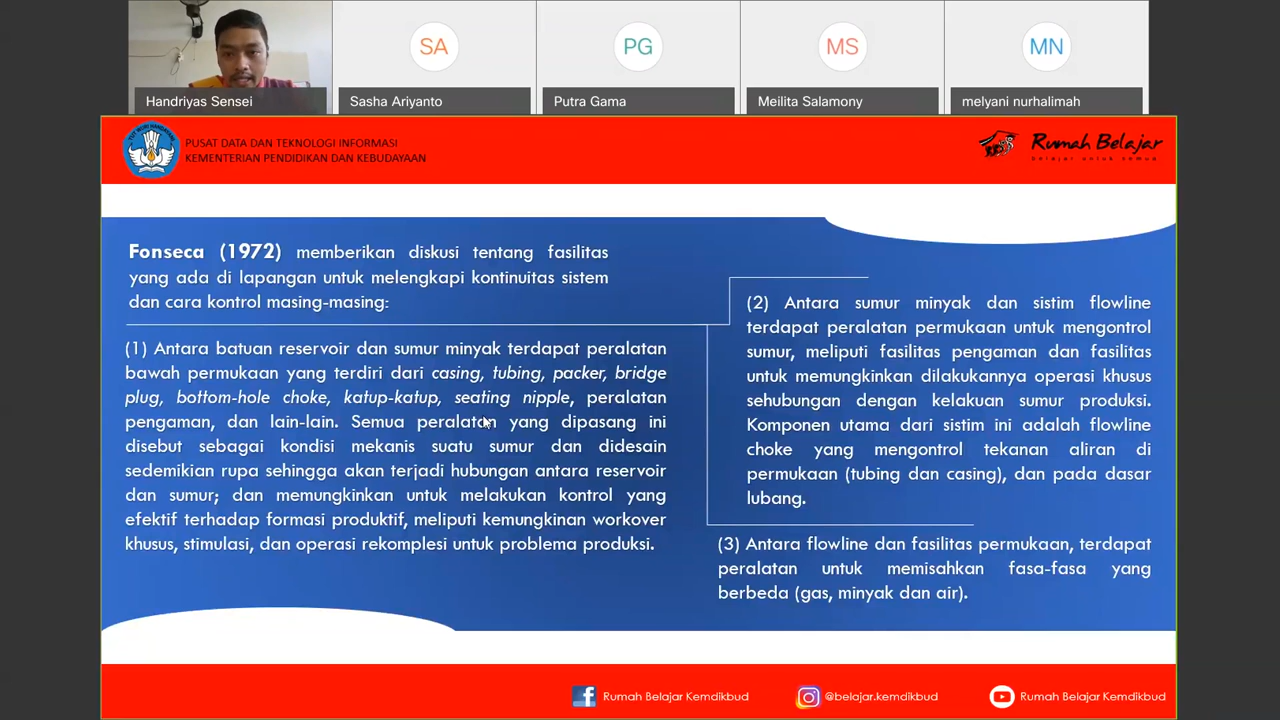 SA
PG
MS
MN
Handriyas Sensei
Sasha Ariyanto
Putra Gama
Meilita Salamony
melyani nurhalimah
PUSAT DATA DAN TEKNOLOGI INFORMASI
KEMENTERIAN PENDIDIKAN DAN KEBUDAYAAN
Rumah Belajar
belajar untuk semua
Fonseca (1972) memberikan diskusi tentang fasilitas
yang ada di lapangan untuk melengkapi kontinuitas sistem
dan cara kontrol masing-masing:
(1) Antara batuan reservoir dan sumur minyak terdapat peralatan
bawah permukaan yang terdiri dari casing, tubing, packer, bridge
plug, bottom-hole choke, katup-katup, seating nipple, peralatan
pengaman, dan lain-lain. Semua peralatan yang dipasang ini
disebut sebagai kondisi mekanis suatu sumur dan didesain
sedemikian rupa sehingga akan terjadi hubungan antara reservoir
dan sumur; dan memungkinkan untuk melakukan kontrol yang
efektif terhadap formasi produktif, meliputi kemungkinan workover
khusus, stimulasi, dan operasi rekomplesi untuk problema produksi.
(2) Antara sumur minyak dan sistim flowline
terdapat peralatan permukaan untuk mengontrol
sumur, meliputi fasilitas pengaman dan fasilitas
untuk memungkinkan dilakukannya operasi khusus
sehubungan dengan kelakuan sumur produksi.
Komponen utama dari sistim ini adalah flowline
choke yang mengontrol tekanan aliran di
permukaan (tubing dan casing), dan pada dasar
lubang.
(3) Antara flowline dan fasilitas permukaan, terdapat
peralatan untuk memisahkan fasa-fasa yang
berbeda (gas, minyak dan air).
Rumah Belajar Kemdikbud
@belajar.kemdikbud
Rumah Belajar Kemdikbud